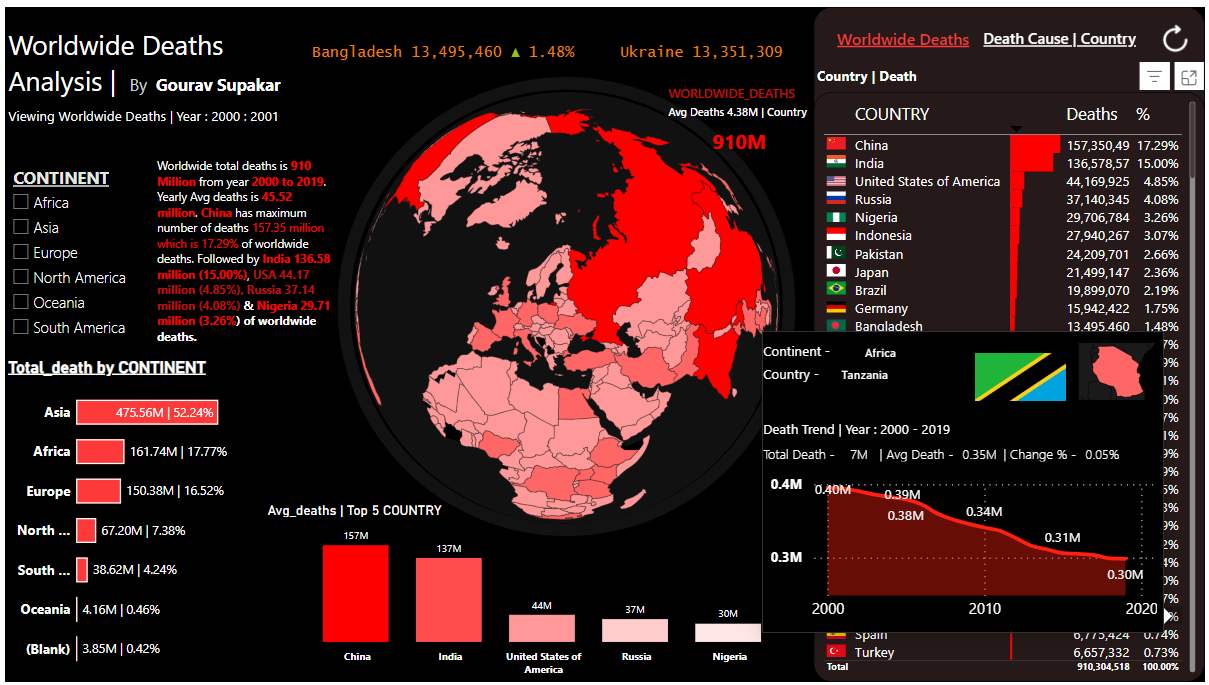 Worldwide Deaths
Analysis | By Gourav Supakar
Viewing Worldwide Deaths | Year : 2000 : 2001
Bangladesh 13,495,460 ▲ 1.48%
Ukraine 13,351,309
CONTINENT
Africa
Asia
Europe
North America
Oceania
South America
Worldwide total deaths is 910
Million from year 2000 to 2019.
Yearly Avg deaths is 45.52
million. China has maximum
number of deaths 157.35 million
which is 17.29% of worldwide
deaths. Followed by India 136.58
million (15.00%), USA 44.17
million (4.85%), Russia 37.14
million (4.08%) & Nigeria 29.71
million (3.26%) of worldwide
deaths.
WORLDWIDE_DEATHS
Avg Deaths 4.38M | Country
910M
Total_death by CONTINENT
Asia 475.56M | 52.24%
Africa 161.74M | 17.77%
Europe 150.38M | 16.52%
North ... 67.20M | 7.38%
South ... 38.62M | 4.24%
Oceania 4.16M | 0.46%
(Blank) 3.85M | 0.42%
Avg_deaths | Top 5 COUNTRY
157M
137M
44M
37M
30M
China
India
United States of
America
Russia
Nigeria
Worldwide Deaths
Death Cause | Country
Country | Death
COUNTRY Deaths %
China 157,350,49 17.29%
India 136,578,57 15.00%
United States of America 44,169,925 4.85%
Russia 37,140,345 4.08%
Nigeria 29,706,784 3.26%
Indonesia 27,940,267 3.07%
Pakistan 24,209,701 2.66%
Japan 21,499,147 2.36%
Brazil 19,899,070 2.19%
Germany 15,942,422 1.75%
Bangladesh 13,495,460 1.48%
Continent - Africa
Country - Tanzania
Death Trend | Year : 2000 - 2019
Total Death - 7M | Avg Death - 0.35M | Change % - 0.05%
0.4M
0.3M
0.40M
0.39M
0.38M
0.34M
0.31M
0.30M
2000
2010
2020
Spain 6,775,424 0.74%
Turkey 6,657,332 0.73%
Total 910,304,518 100.00%